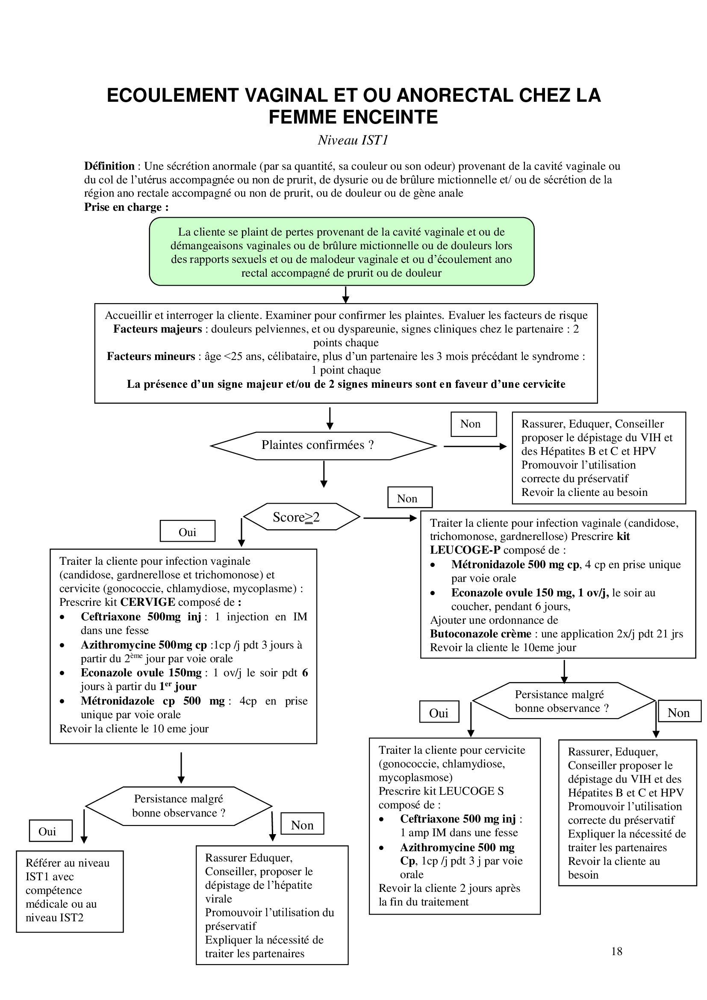 ECOULEMENT VAGINAL ET OU ANORECTAL CHEZ LA
FEMME ENCEINTE
Niveau IST1
Définition : Une sécrétion anormale (par sa quantité, sa couleur ou son odeur) provenant de la cavité vaginale ou
du col de l’utérus accompagnée ou non de prurit, de dysurie ou de brûlure mictionnelle et/ ou de sécrétion de la
région ano rectale accompagné ou non de prurit, ou de douleur ou de gène anale
Prise en charge :
La cliente se plaint de pertes provenant de la cavité vaginale et ou de
démangeaisons vaginales ou de brûlure mictionnelle ou de douleurs lors
des rapports sexuels et ou de malodeur vaginale et ou d’écoulement ano
rectal accompagné de prurit ou de douleur
Accueillir et interroger la cliente. Examiner pour confirmer les plaintes. Evaluer les facteurs de risque
Facteurs majeurs : douleurs pelviennes, et ou dyspareunie, signes cliniques chez le partenaire : 2
points chaque
Facteurs mineurs : âge <25 ans, célibataire, plus d’un partenaire les 3 mois précédant le syndrome :
1 point chaque
La présence d’un signe majeur et/ou de 2 signes mineurs sont en faveur d’une cervicite
Plaintes confirmées ?
Non
Rassurer, Eduquer, Conseiller
proposer le dépistage du VIH et
des Hépatites B et C et HPV
Promouvoir l’utilisation
correcte du préservatif
Revoir la cliente au besoin
Score≥2
Non
Oui
Traiter la cliente pour infection vaginale (candidose,
trichomonose, gardnerellose) Prescrire kit
LEUCOGE-P composé de :
• Métronidazole 500 mg cp, 4 cp en prise unique
par voie orale
• Econazole ovule 150 mg, 1 ov/j, le soir au
coucher, pendant 6 jours,
Ajouter une ordonnance de
Butoconazole crème : une application 2x/j pdt 21 jrs
Revoir la cliente le 10eme jour
Traiter la cliente pour infection vaginale
(candidose, gardnerellose et trichomonose) et
cervicite (gonococcie, chlamydiose, mycoplasme) :
Prescrire kit CERVIGE composé de :
• Ceftriaxone 500mg inj : 1 injection en IM
dans une fesse
• Azithromycine 500mg cp :1cp /j pdt 3 jours à
partir du 2ème jour par voie orale
• Econazole ovule 150mg : 1 ov/j le soir pdt 6
jours à partir du 1er jour
• Métronidazole cp 500 mg : 4cp en prise
unique par voie orale
Revoir la cliente le 10 eme jour
Persistance malgré
bonne observance ?
Oui
Non
Traiter la cliente pour cervicite
(gonococcie, chlamydiose,
mycoplasmose)
Prescrire kit LEUCOGE S
composé de :
• Ceftriaxone 500 mg inj :
1 amp IM dans une fesse
• Azithromycine 500 mg
Cp, 1cp /j pdt 3 j par voie
orale
Revoir la cliente 2 jours après
la fin du traitement
Rassurer, Eduquer,
Conseiller proposer le
dépistage du VIH et des
Hépatites B et C et HPV
Promouvoir l’utilisation
correcte du préservatif
Expliquer la nécessité de
traiter les partenaires
Revoir la cliente au
besoin
Persistance malgré
bonne observance ?
Oui
Non
Référer au niveau
IST1 avec
compétence
médicale ou au
niveau IST2
Rassurer Eduquer,
Conseiller, proposer le
dépistage de l’hépatite
virale
Promouvoir l’utilisation du
préservatif
Expliquer la nécessité de
traiter les partenaires
18